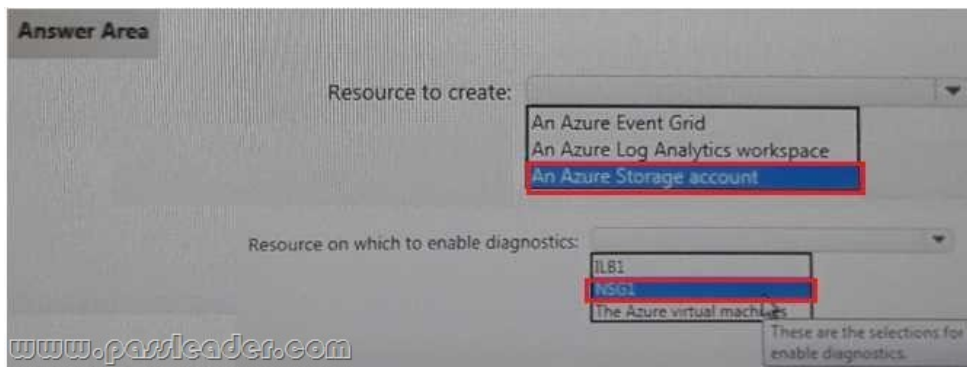 Answer Area
Resource to create:
An Azure Event Grid
An Azure Log Analytics workspace
An Azure Storage account
Resource on which to enable diagnostics:
ILB1
NSG1
The Azure virtual machines
These are the selections for
enable diagnostics.
www.passleader.com